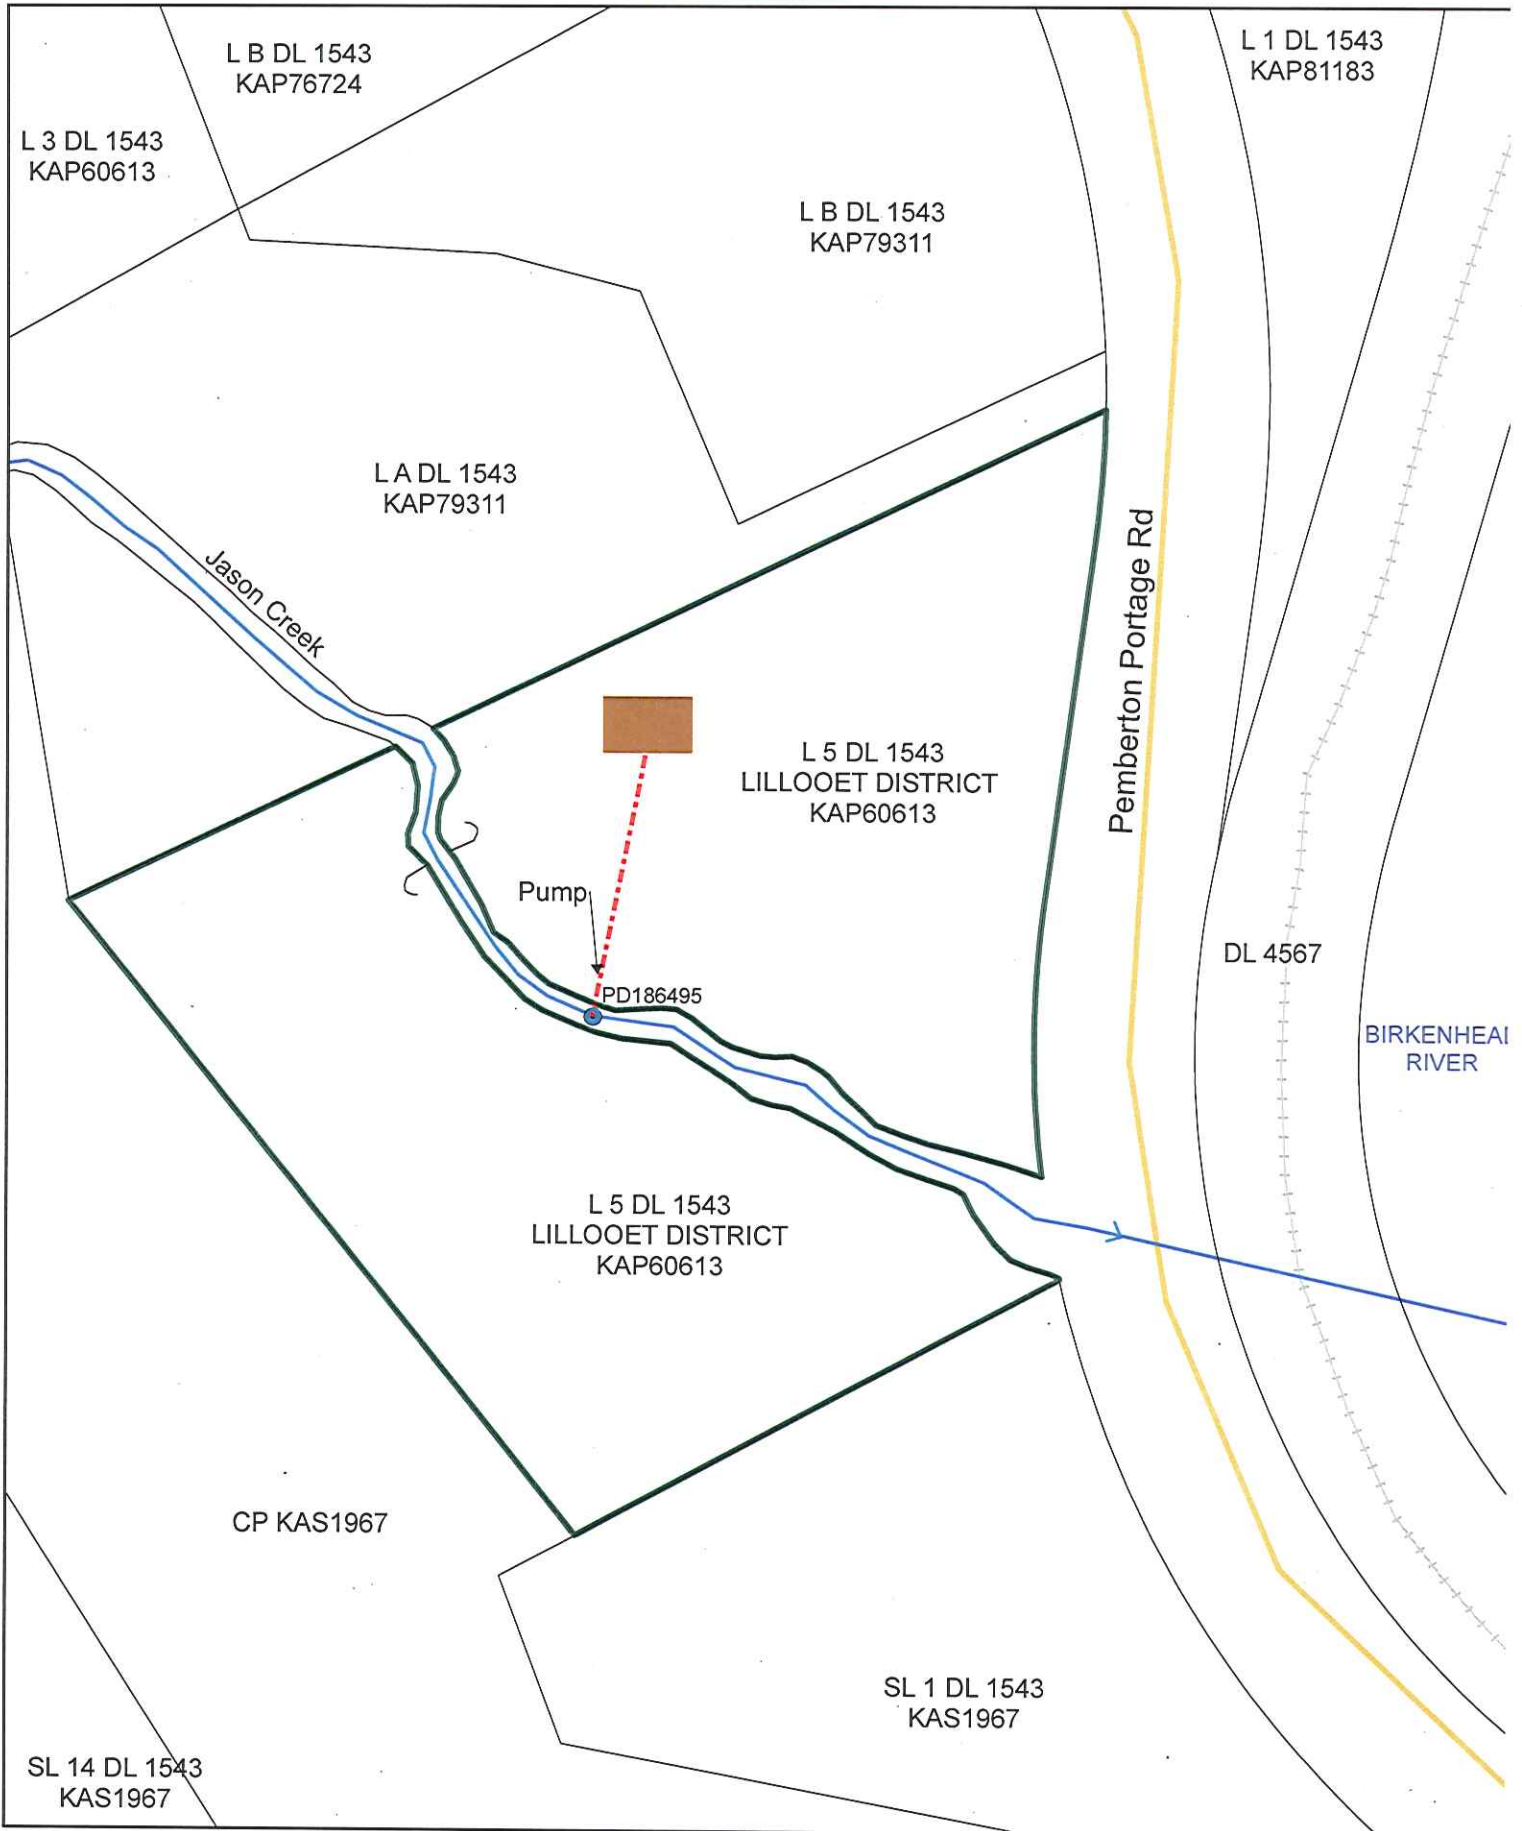 L B DL 1543
KAP76724
L 1 DL 1543
KAP81183
L 3 DL 1543
KAP60613
L B DL 1543
KAP79311
L A DL 1543
KAP79311
Jason Creek
Pemberton Portage Rd
L 5 DL 1543
LILLOOET DISTRICT
KAP60613
Pump
DL 4567
PD186495
BIRKENHEA
RIVER
L 5 DL 1543
LILLOOET DISTRICT
KAP60613
CP KAS1967
SL 1 DL 1543
KAS1967
SL 14 DL 1543
KAS1967